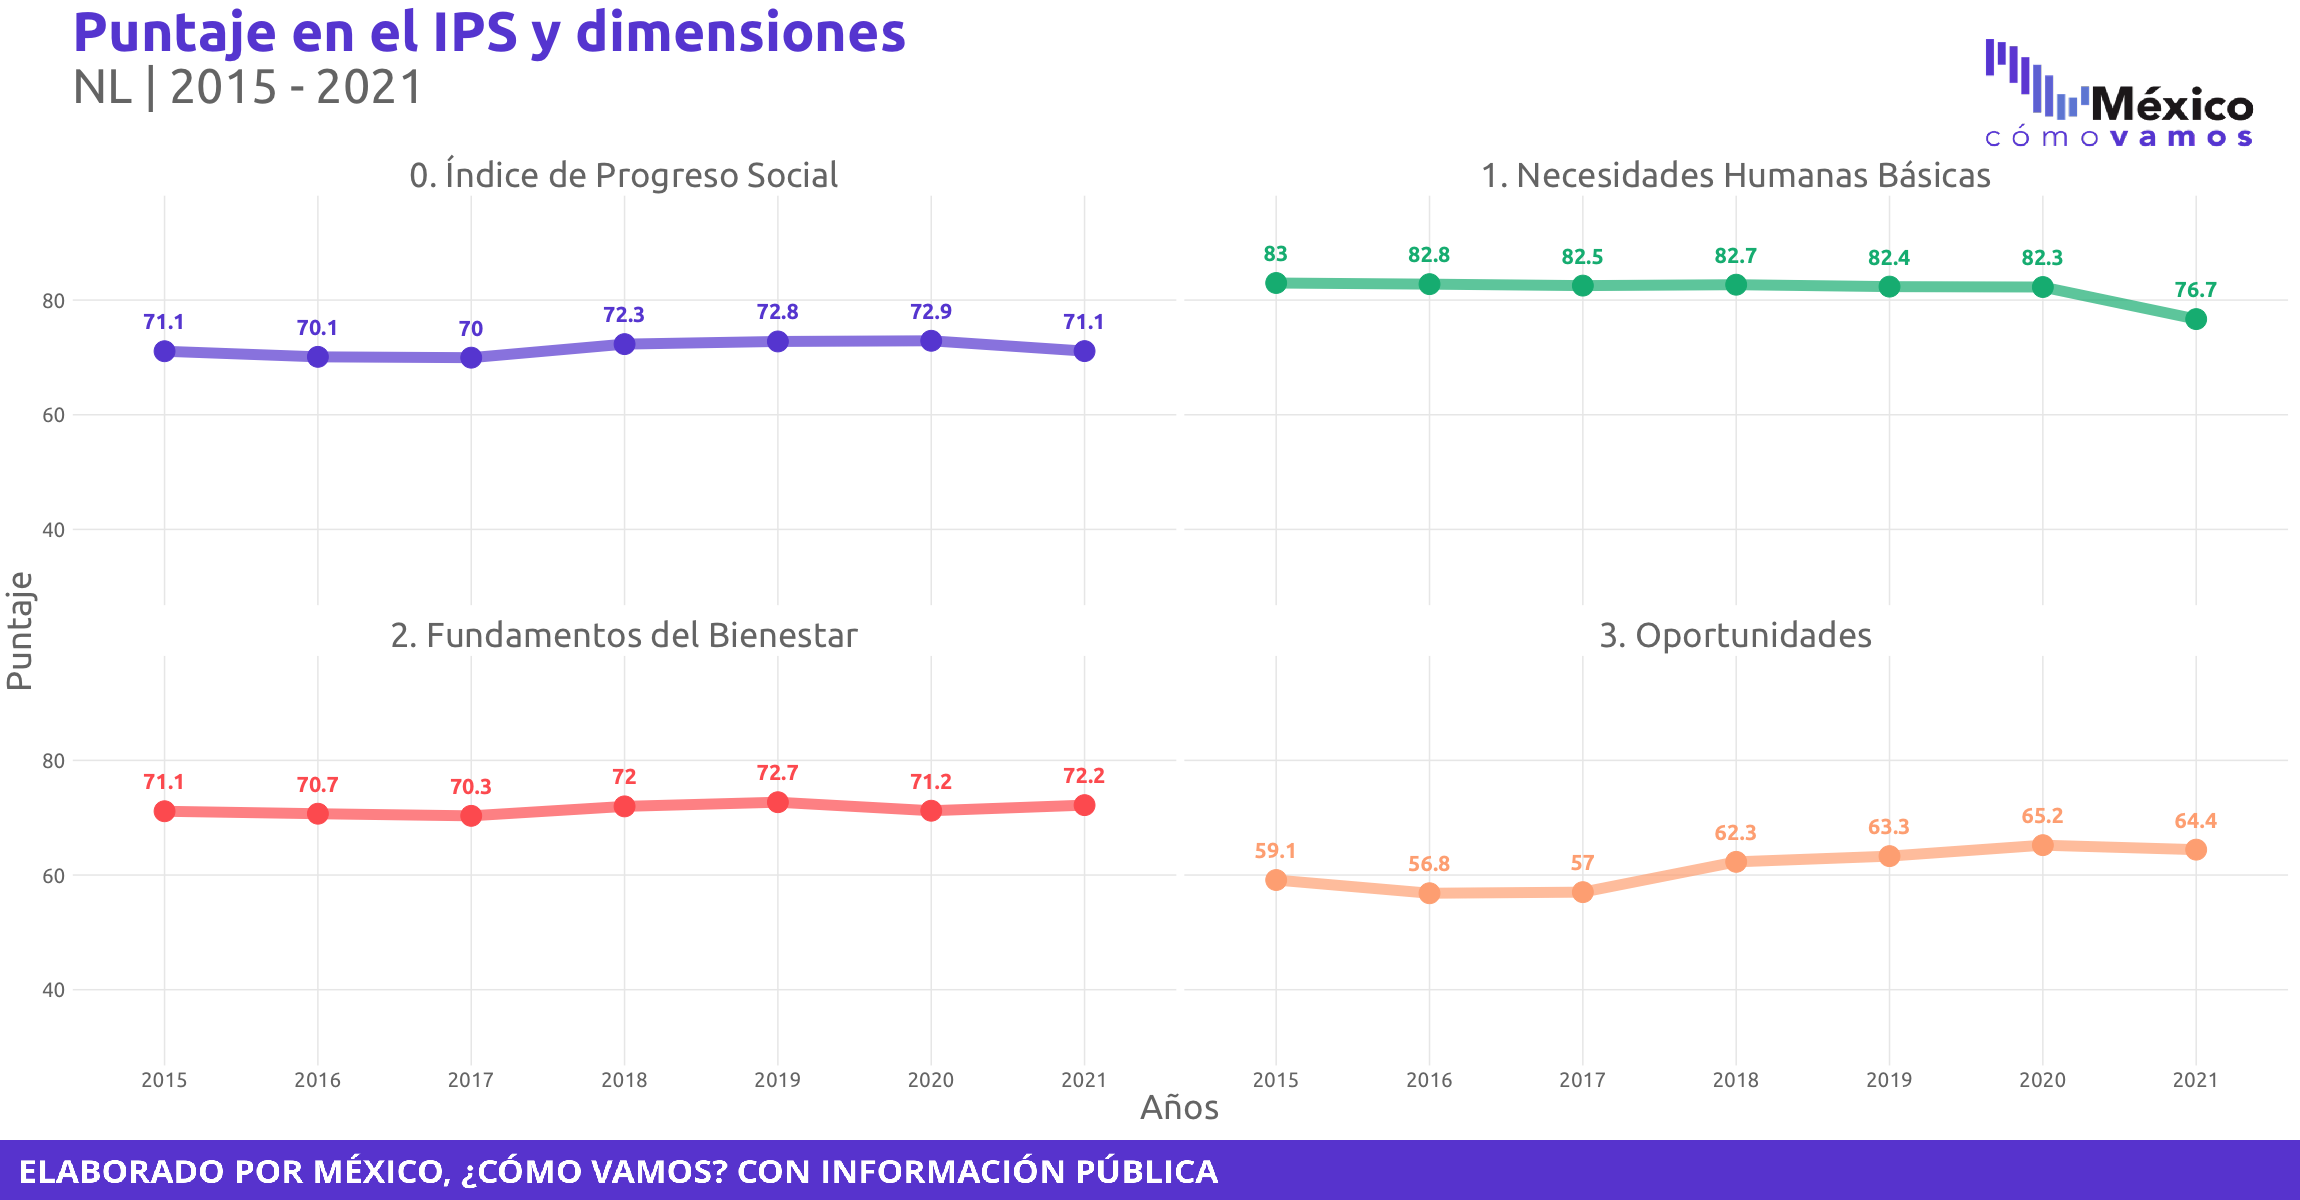 Puntaje en el IPS y dimensiones
NL | 2015 - 2021
México
cómovamos
0. Índice de Progreso Social
1. Necesidades Humanas Básicas
80
60
40
71.1
70.1
70
72.3
72.8
72.9
71.1
83
82.8
82.5
82.7
82.4
82.3
76.7
Puntaje
2. Fundamentos del Bienestar
3. Oportunidades
80
60
40
71.1
70.7
70.3
72
72.7
71.2
72.2
59.1
56.8
57
62.3
63.3
65.2
64.4
2015 2016 2017 2018 2019 2020 2021
2015 2016 2017 2018 2019 2020 2021
Años
ELABORADO POR MÉXICO, ¿CÓMO VAMOS? CON INFORMACIÓN PÚBLICA